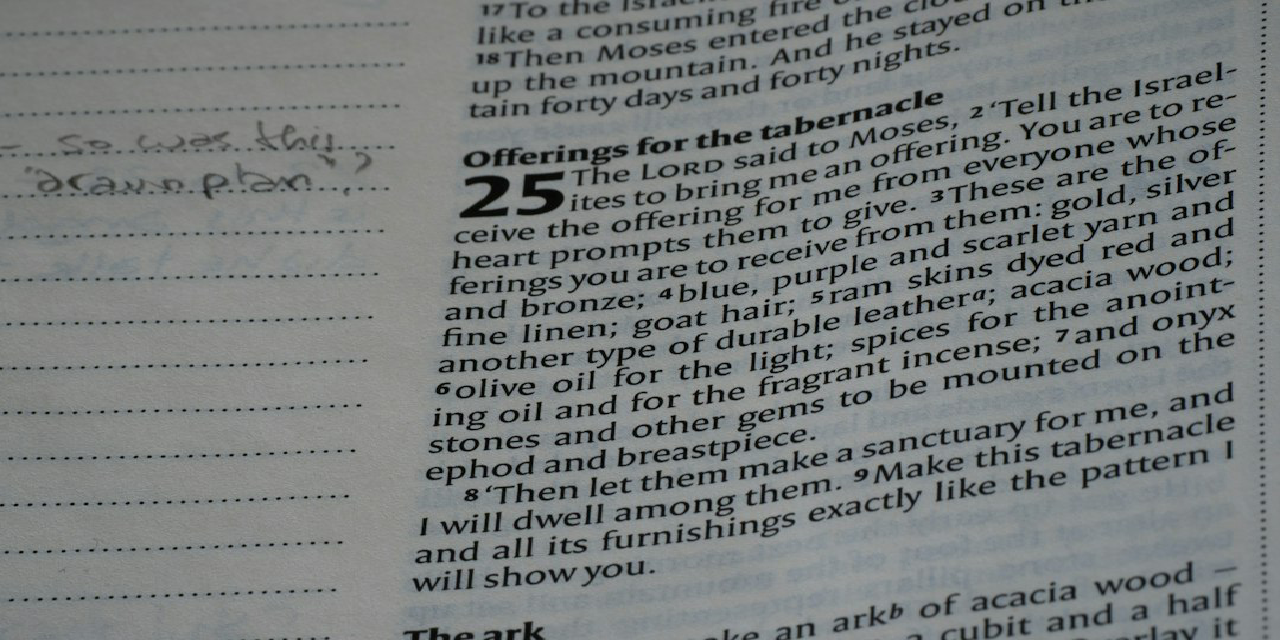 - so was this
'drawn plan'?
17 To the Israel
like a consuming fire
18 Then Moses entered the clo
up the mountain. And he stayed on
tain forty days and forty nights.
Offerings for the tabernacle
25 The LORD said to Moses, 2 'Tell the Israel-
ites to bring me an offering. You are to re-
ceive the offering for me from everyone whose
heart prompts them to give. 3 These are the of-
ferings you are to receive from them: gold, silver
and bronze; 4 blue, purple and scarlet yarn and
fine linen; goat hair; 5 ram skins dyed red and
another type of durable leather a; acacia wood;
6 olive oil for the light; spices for the anoint-
ing oil and for the fragrant incense; 7 and onyx
stones and other gems to be mounted on the
ephod and breastpiece.
8 'Then let them make a sanctuary for me, and
I will dwell among them. 9 Make this tabernacle
and all its furnishings exactly like the pattern I
will show you.
The ark
an ark b of acacia wood –
cubit and a half
it